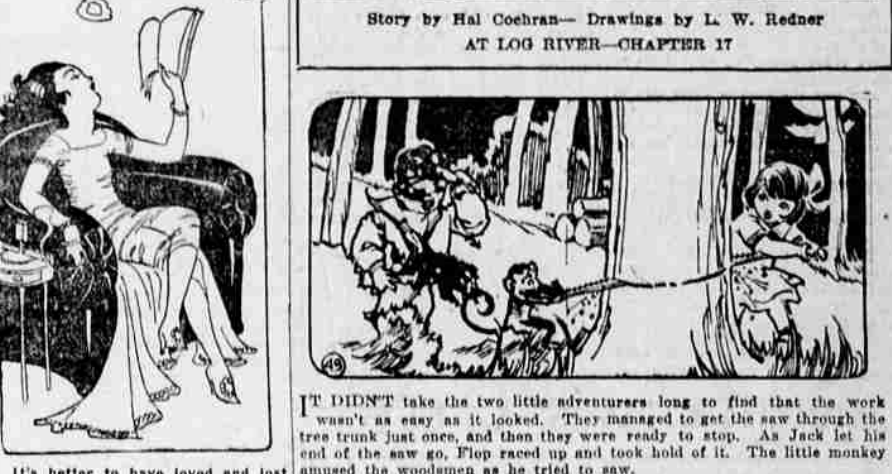 Story by Hal Cochran— Drawings by L. W. Redner
AT LOG RIVER—CHAPTER 17
49
IT DIDN'T take the two little adventurers long to find that the work
wasn't as easy as it looked. They managed to get the saw through the
tree trunk just once, and then they were ready to stop. As Jack let his
end of the saw go, Flop raced up and took hold of it. The little monkey
amused the woodsmen as he tried to saw.
It's better to have loved and lost